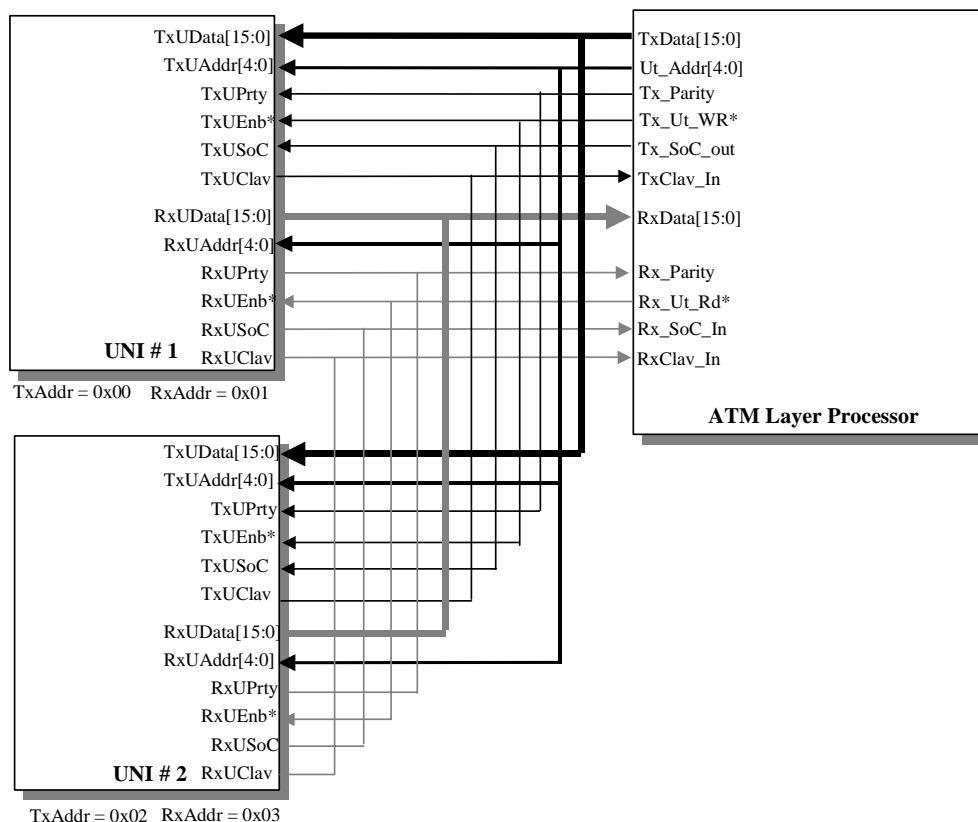 TxUData[15:0]
TxUAddr[4:0]
TxUPrty
TxUEnb*
TxUSoC
TxUClav
RxUData[15:0]
RxUAddr[4:0]
RxUPrty
RxUEnb*
RxUSoC
UNI # 1
RxUClav
TxAddr = 0x00 RxAddr = 0x01
TxData[15:0]
Ut_Addr[4:0]
Tx_Parity
Tx_Ut_WR*
Tx_SoC_out
TxClav_In
RxData[15:0]
Rx_Parity
Rx_Ut_Rd*
Rx_SoC_In
RxClav_In
ATM Layer Processor
TxUData[15:0]
TxUAddr[4:0]
TxUPrty
TxUEnb*
TxUSoC
TxUClav
RxUData[15:0]
RxUAddr[4:0]
RxUPrty
RxUEnb*
RxUSoC
UNI # 2 RxUClav
TxAddr = 0x02 RxAddr = 0x03